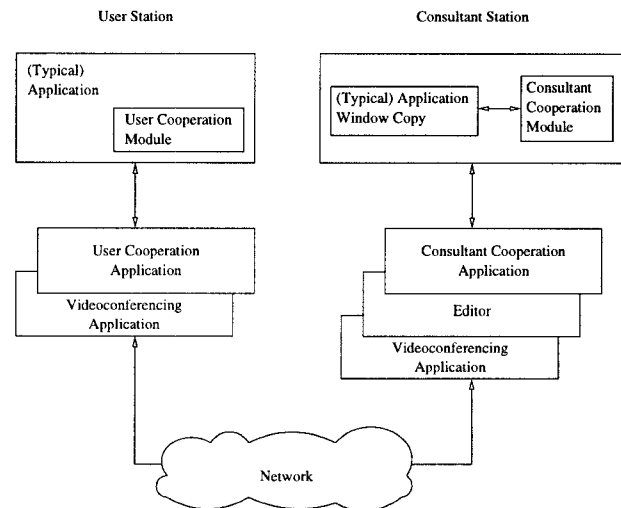 User Station
Consultant Station
(Typical)
Application
User Cooperation
Module
(Typical) Application
Window Copy
Consultant
Cooperation
Module
User Cooperation
Application
Videoconferencing
Application
Consultant Cooperation
Application
Editor
Videoconferencing
Application
Network